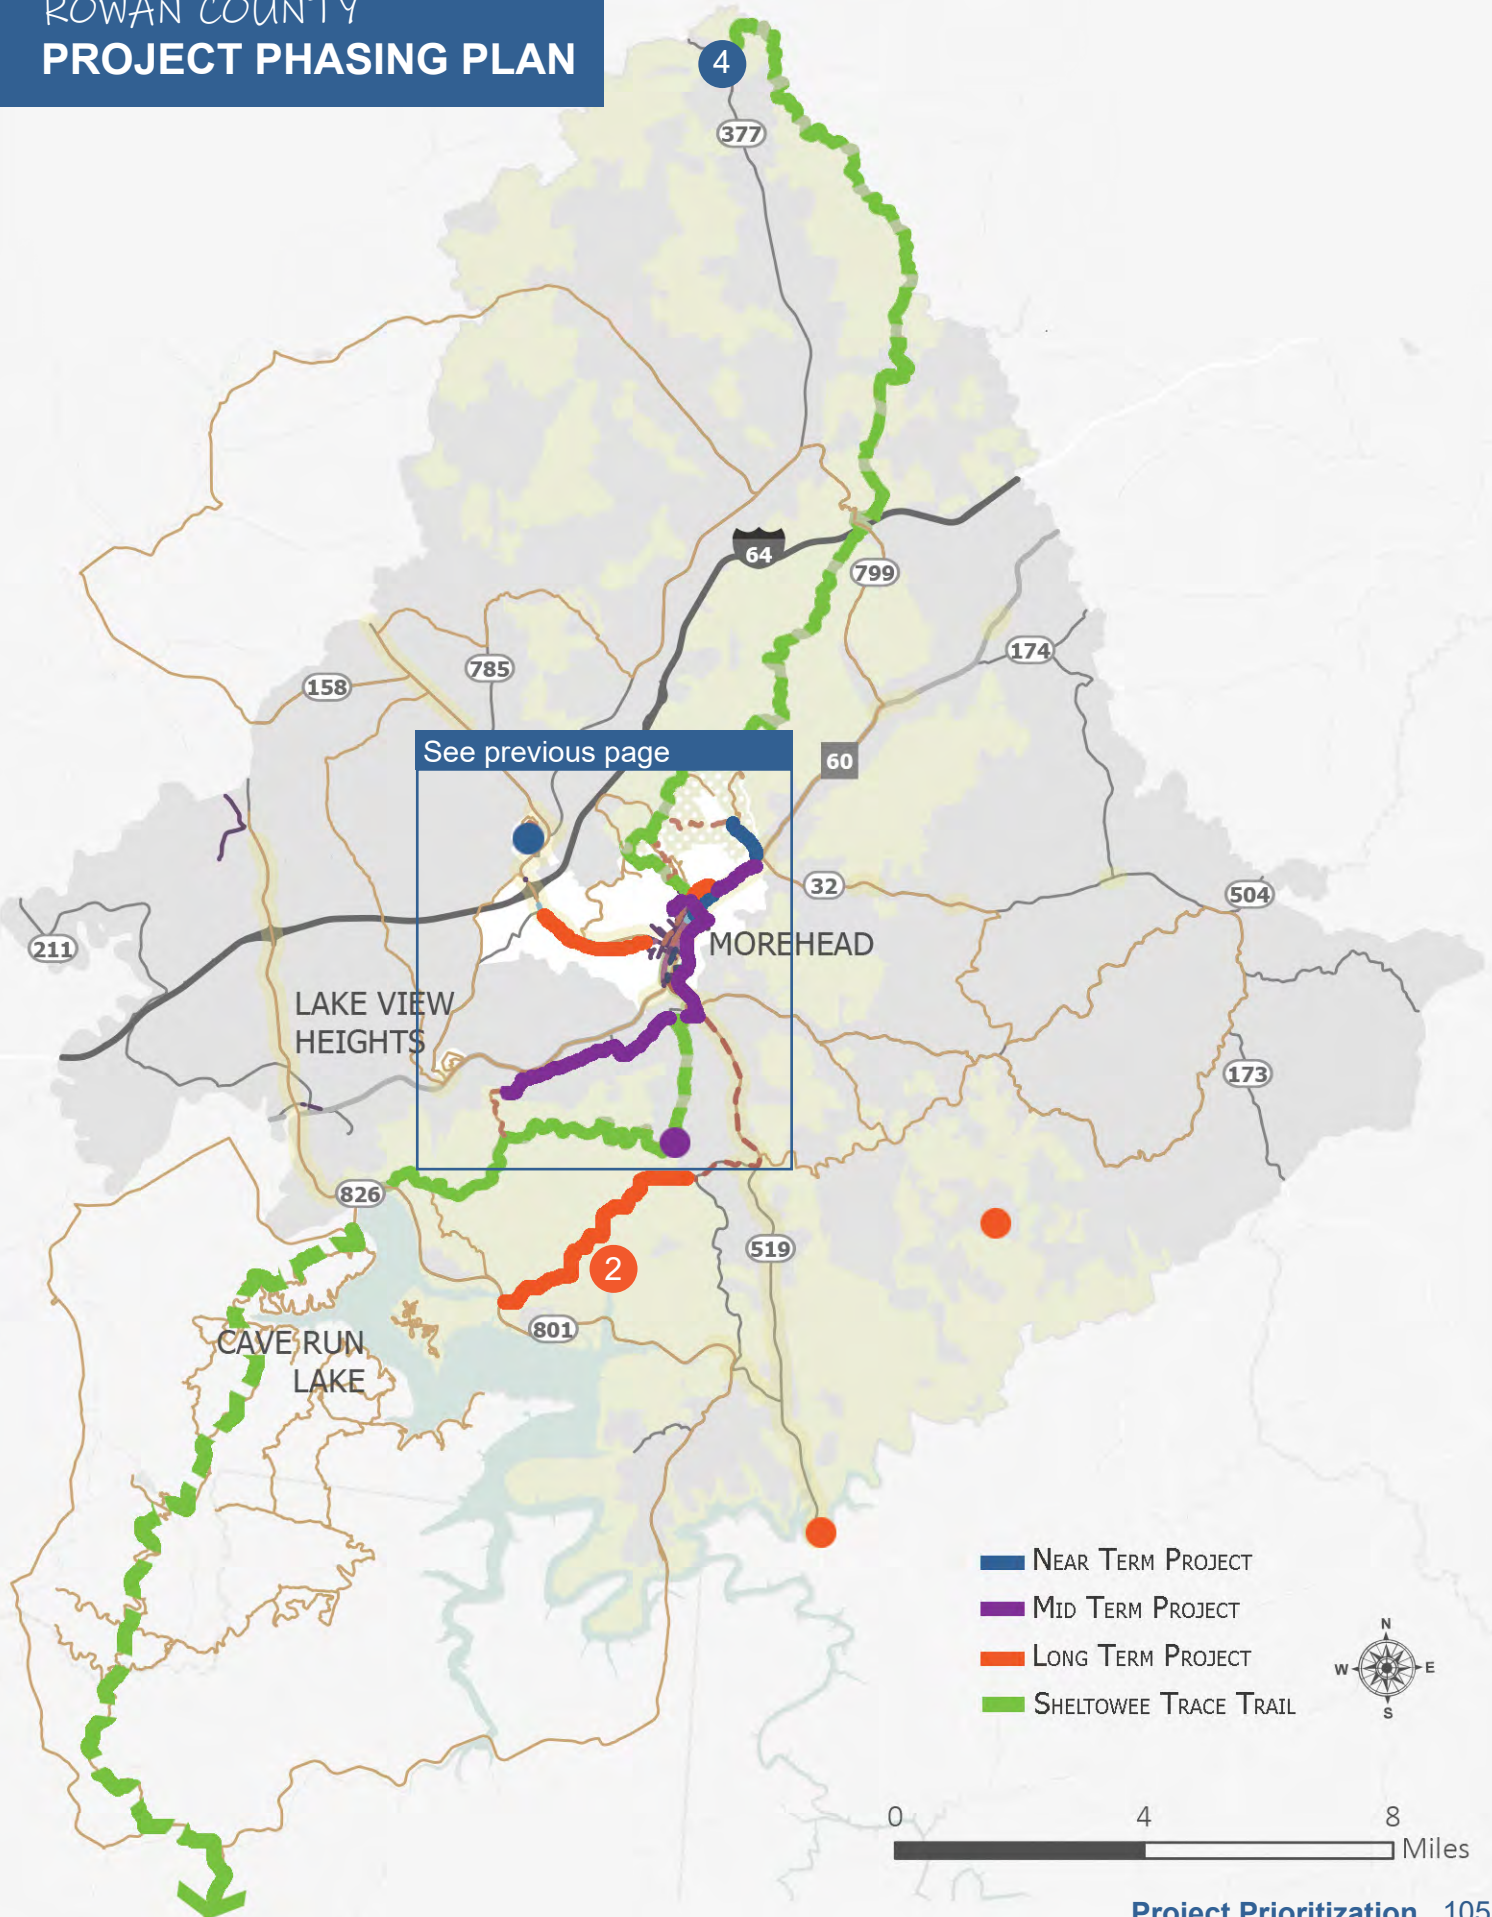 ROWAN COUNTY
PROJECT PHASING PLAN
4
377
64
799
174
785
158
See previous page
60
32
504
211
MOREHEAD
LAKE VIEW
HEIGHTS
173
826
519
2
801
CAVE RUN
LAKE
NEAR TERM PROJECT
MID TERM PROJECT
LONG TERM PROJECT
SHELTOWEE TRACE TRAIL
N
W E
S
0 4 8
Miles
Project Prioritization 105